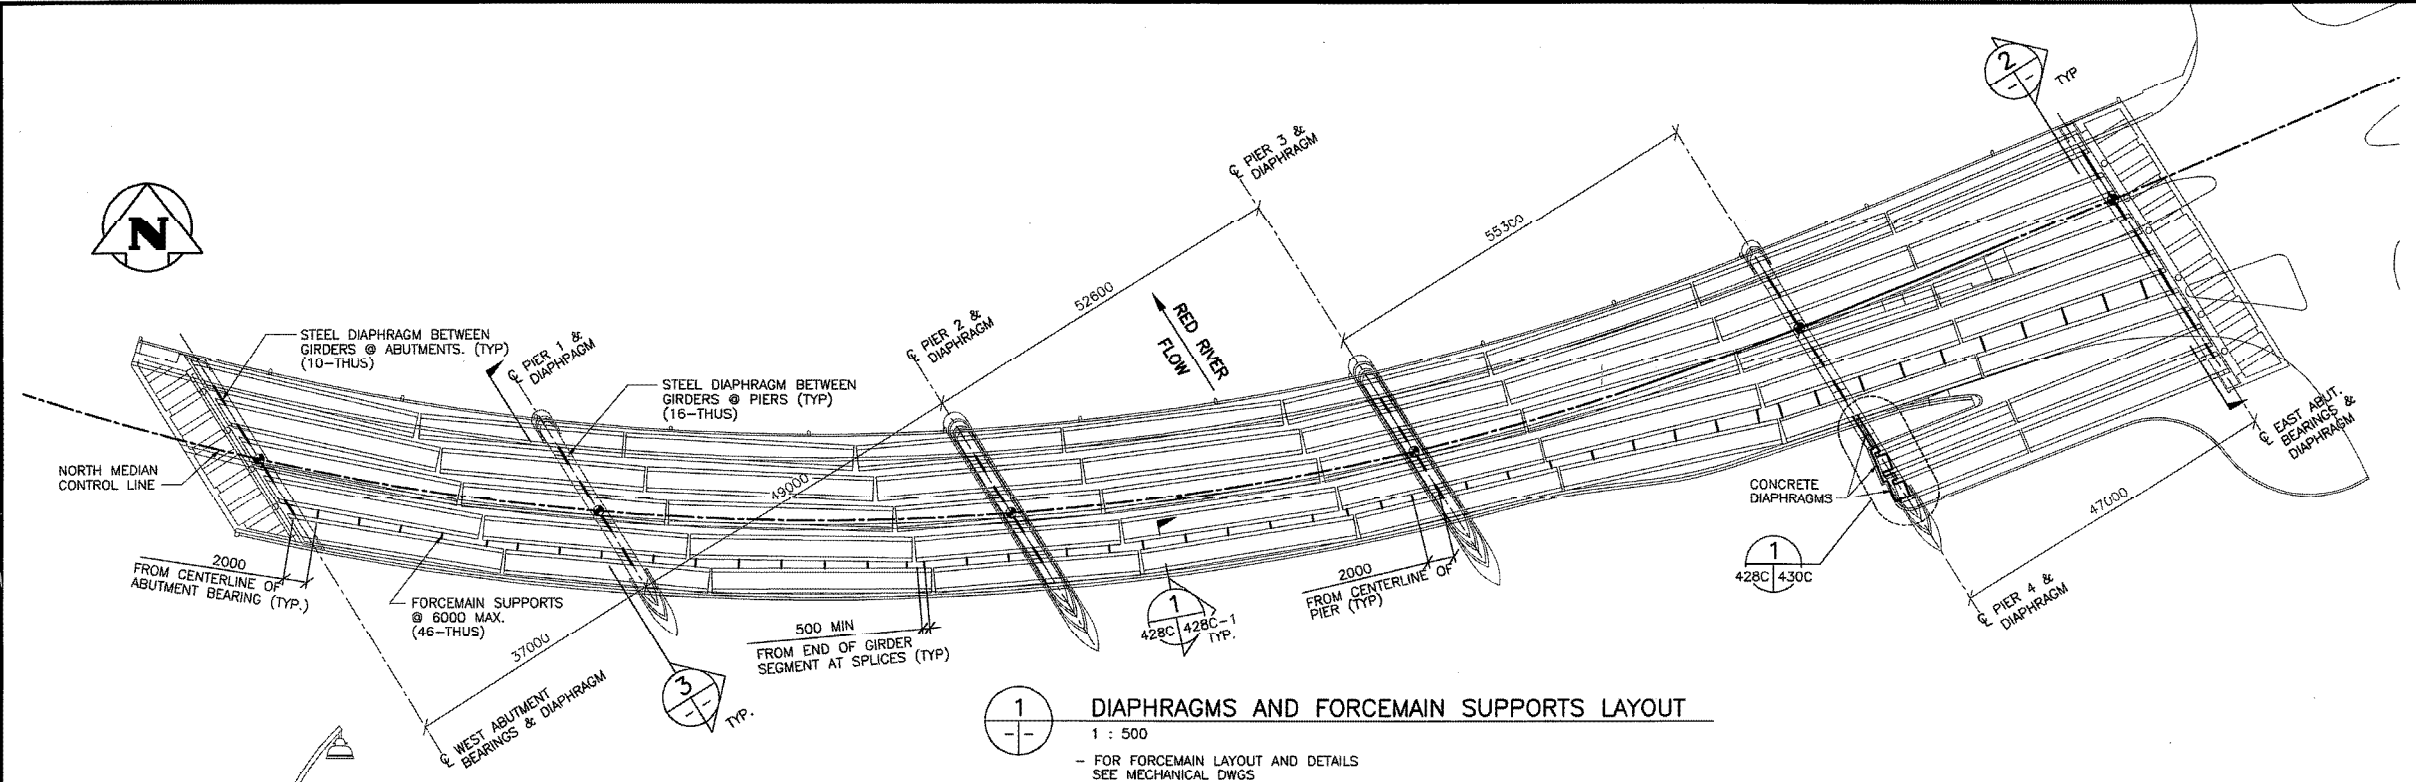 2
-
-
TYP
℄ PIER 3 &
DIAPHRAGM
55300
N
52600
RED RIVER
FLOW
STEEL DIAPHRAGM BETWEEN
GIRDERS @ ABUTMENTS. (TYP)
(10-THUS)
℄ PIER 1 &
DIAPHRAGM
℄ PIER 2 &
DIAPHRAGM
STEEL DIAPHRAGM BETWEEN
GIRDERS @ PIERS (TYP)
(16-THUS)
NORTH MEDIAN
CONTROL LINE
49000
℄ EAST ABUT.
BEARINGS &
DIAPHRAGM
CONCRETE
DIAPHRAGMS
47000
1
428C 430C
2000
FROM CENTERLINE OF
ABUTMENT BEARING (TYP.)
FORCEMAIN SUPPORTS
@ 6000 MAX.
(46-THUS)
37000
500 MIN
FROM END OF GIRDER
SEGMENT AT SPLICES (TYP)
1
428C 428C-1
TYP.
2000
FROM CENTERLINE OF
PIER (TYP)
℄ PIER 4 &
DIAPHRAGM
3
- -
TYP.
℄ WEST ABUTMENT
BEARINGS & DIAPHRAGM
1
- -
DIAPHRAGMS AND FORCEMAIN SUPPORTS LAYOUT
1 : 500
- FOR FORCEMAIN LAYOUT AND DETAILS
SEE MECHANICAL DWGS